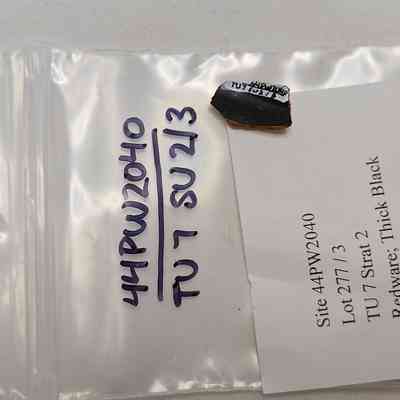 44PW2040
TU 7 SU 2/3
Site 44PW2040
Lot 277 / 3
TU 7 Strat 2
Redware; Thick Black